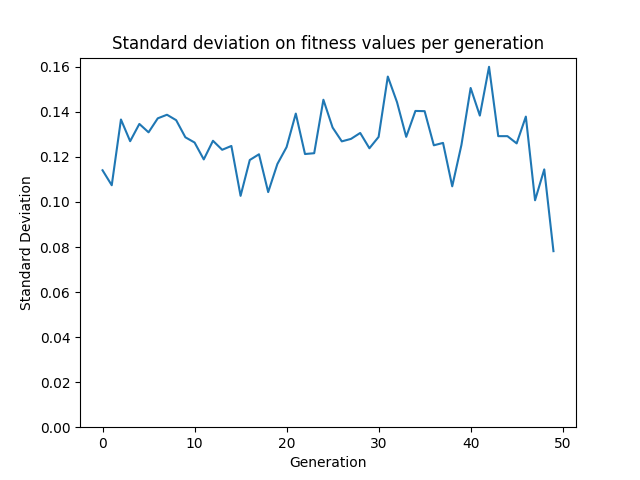 Standard deviation on fitness values per generation
0.16
0.14
0.12
0.10
0.08
0.06
0.04
0.02
0.00
Standard Deviation
0 10 20 30 40 50
Generation